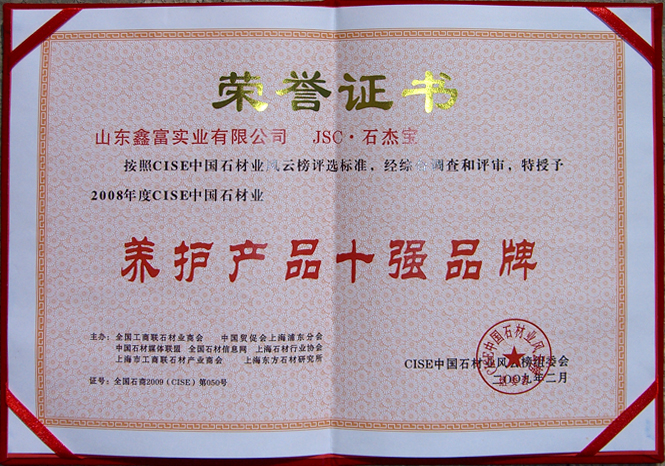 荣誉证书
山东鑫富实业有限公司 JSC·石杰宝
按照CISE中国石材业风云榜评选标准，经综合调查和评审，特授予
2008年度CISE中国石材业
养护产品十强品牌
主办：全国工商联石材业商会 中国贸促会上海浦东分会
中国石材媒体联盟 全国石材信息网 上海石材行业协会
上海市工商联石材产业商会 上海东方石材研究所
证号：全国石商2009（CISE）第050号
CISE中国石材业风云榜组委会
二〇〇九年二月